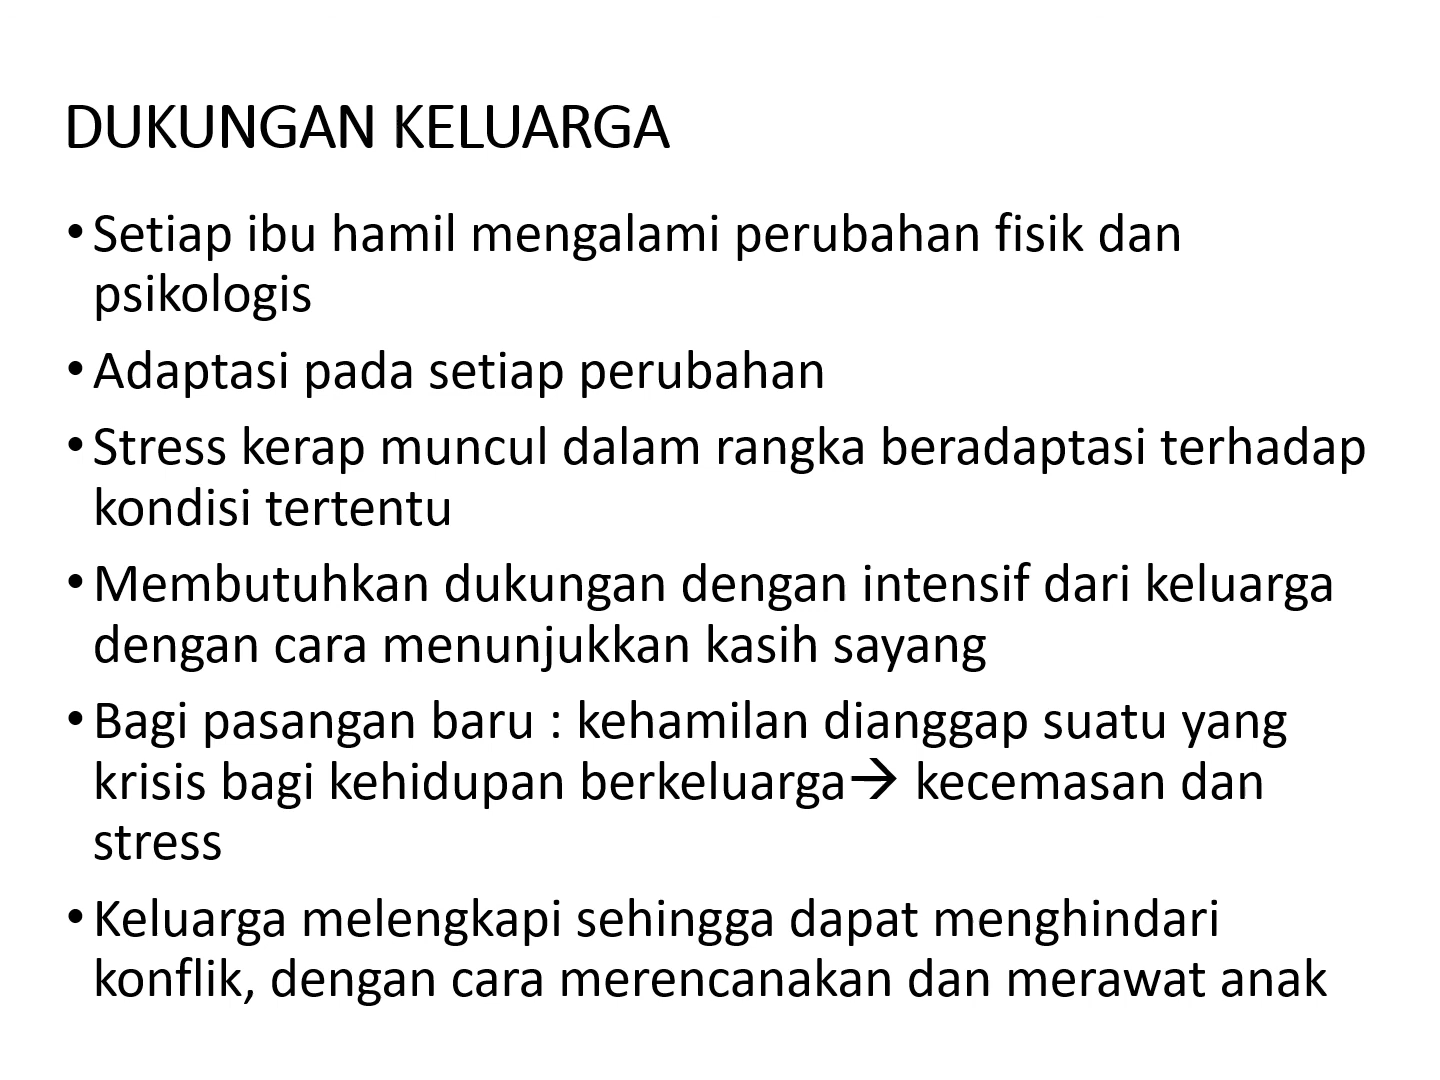 DUKUNGAN KELUARGA
•Setiap ibu hamil mengalami perubahan fisik dan
psikologis
•Adaptasi pada setiap perubahan
•Stress kerap muncul dalam rangka beradaptasi terhadap
kondisi tertentu
•Membutuhkan dukungan dengan intensif dari keluarga
dengan cara menunjukkan kasih sayang
•Bagi pasangan baru : kehamilan dianggap suatu yang
krisis bagi kehidupan berkeluarga→ kecemasan dan
stress
•Keluarga melengkapi sehingga dapat menghindari
konflik, dengan cara merencanakan dan merawat anak